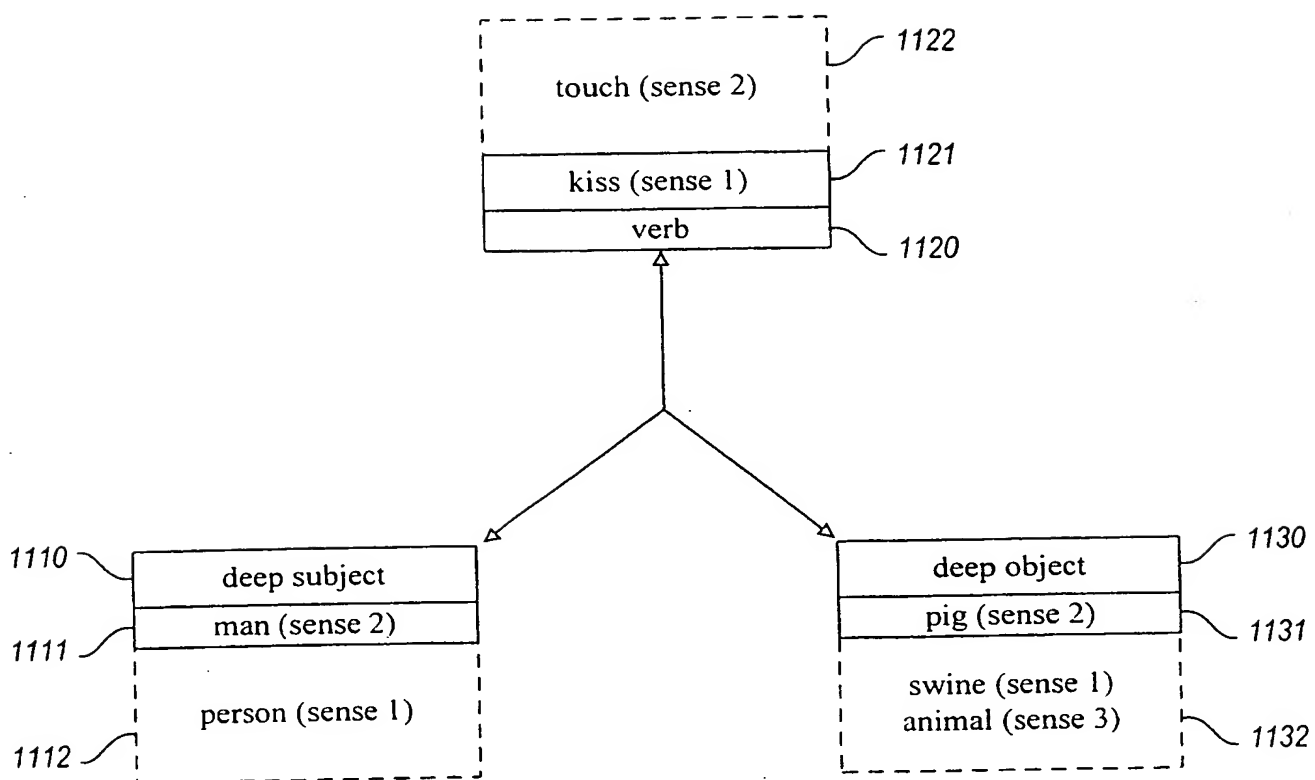 1122
touch (sense 2)
1121
kiss (sense 1)
verb
1120
1110
deep subject
man (sense 2)
1111
person (sense 1)
1112
1130
deep object
pig (sense 2)
1131
swine (sense 1)
animal (sense 3)
1132